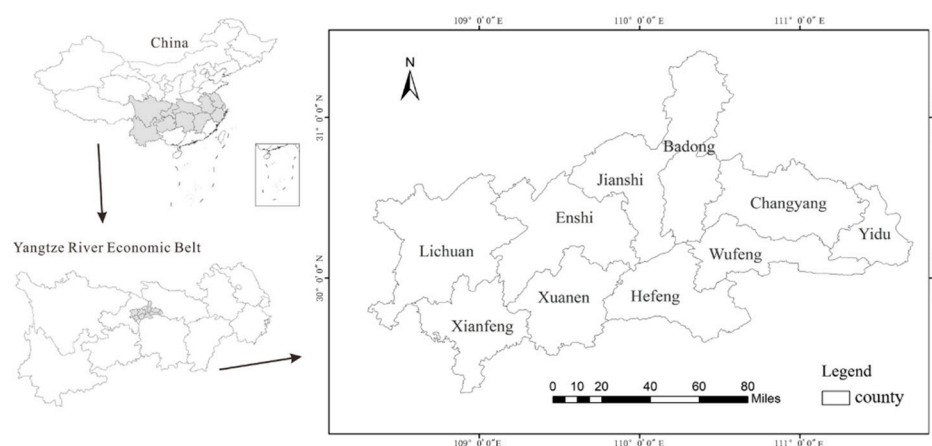 China
Yangtze River Economic Belt
109° 0′ 0″E
110° 0′ 0″E
111° 0′ 0″E
N
31° 0′ 0″N
30° 0′ 0″N
Badong
Jianshi
Enshi
Changyang
Lichuan
Yidu
Wufeng
Xuanen
Hefeng
Xianfeng
Legend
county
0 10 20 40 60 80
Miles
109° 0′ 0″E
110° 0′ 0″E
111° 0′ 0″E